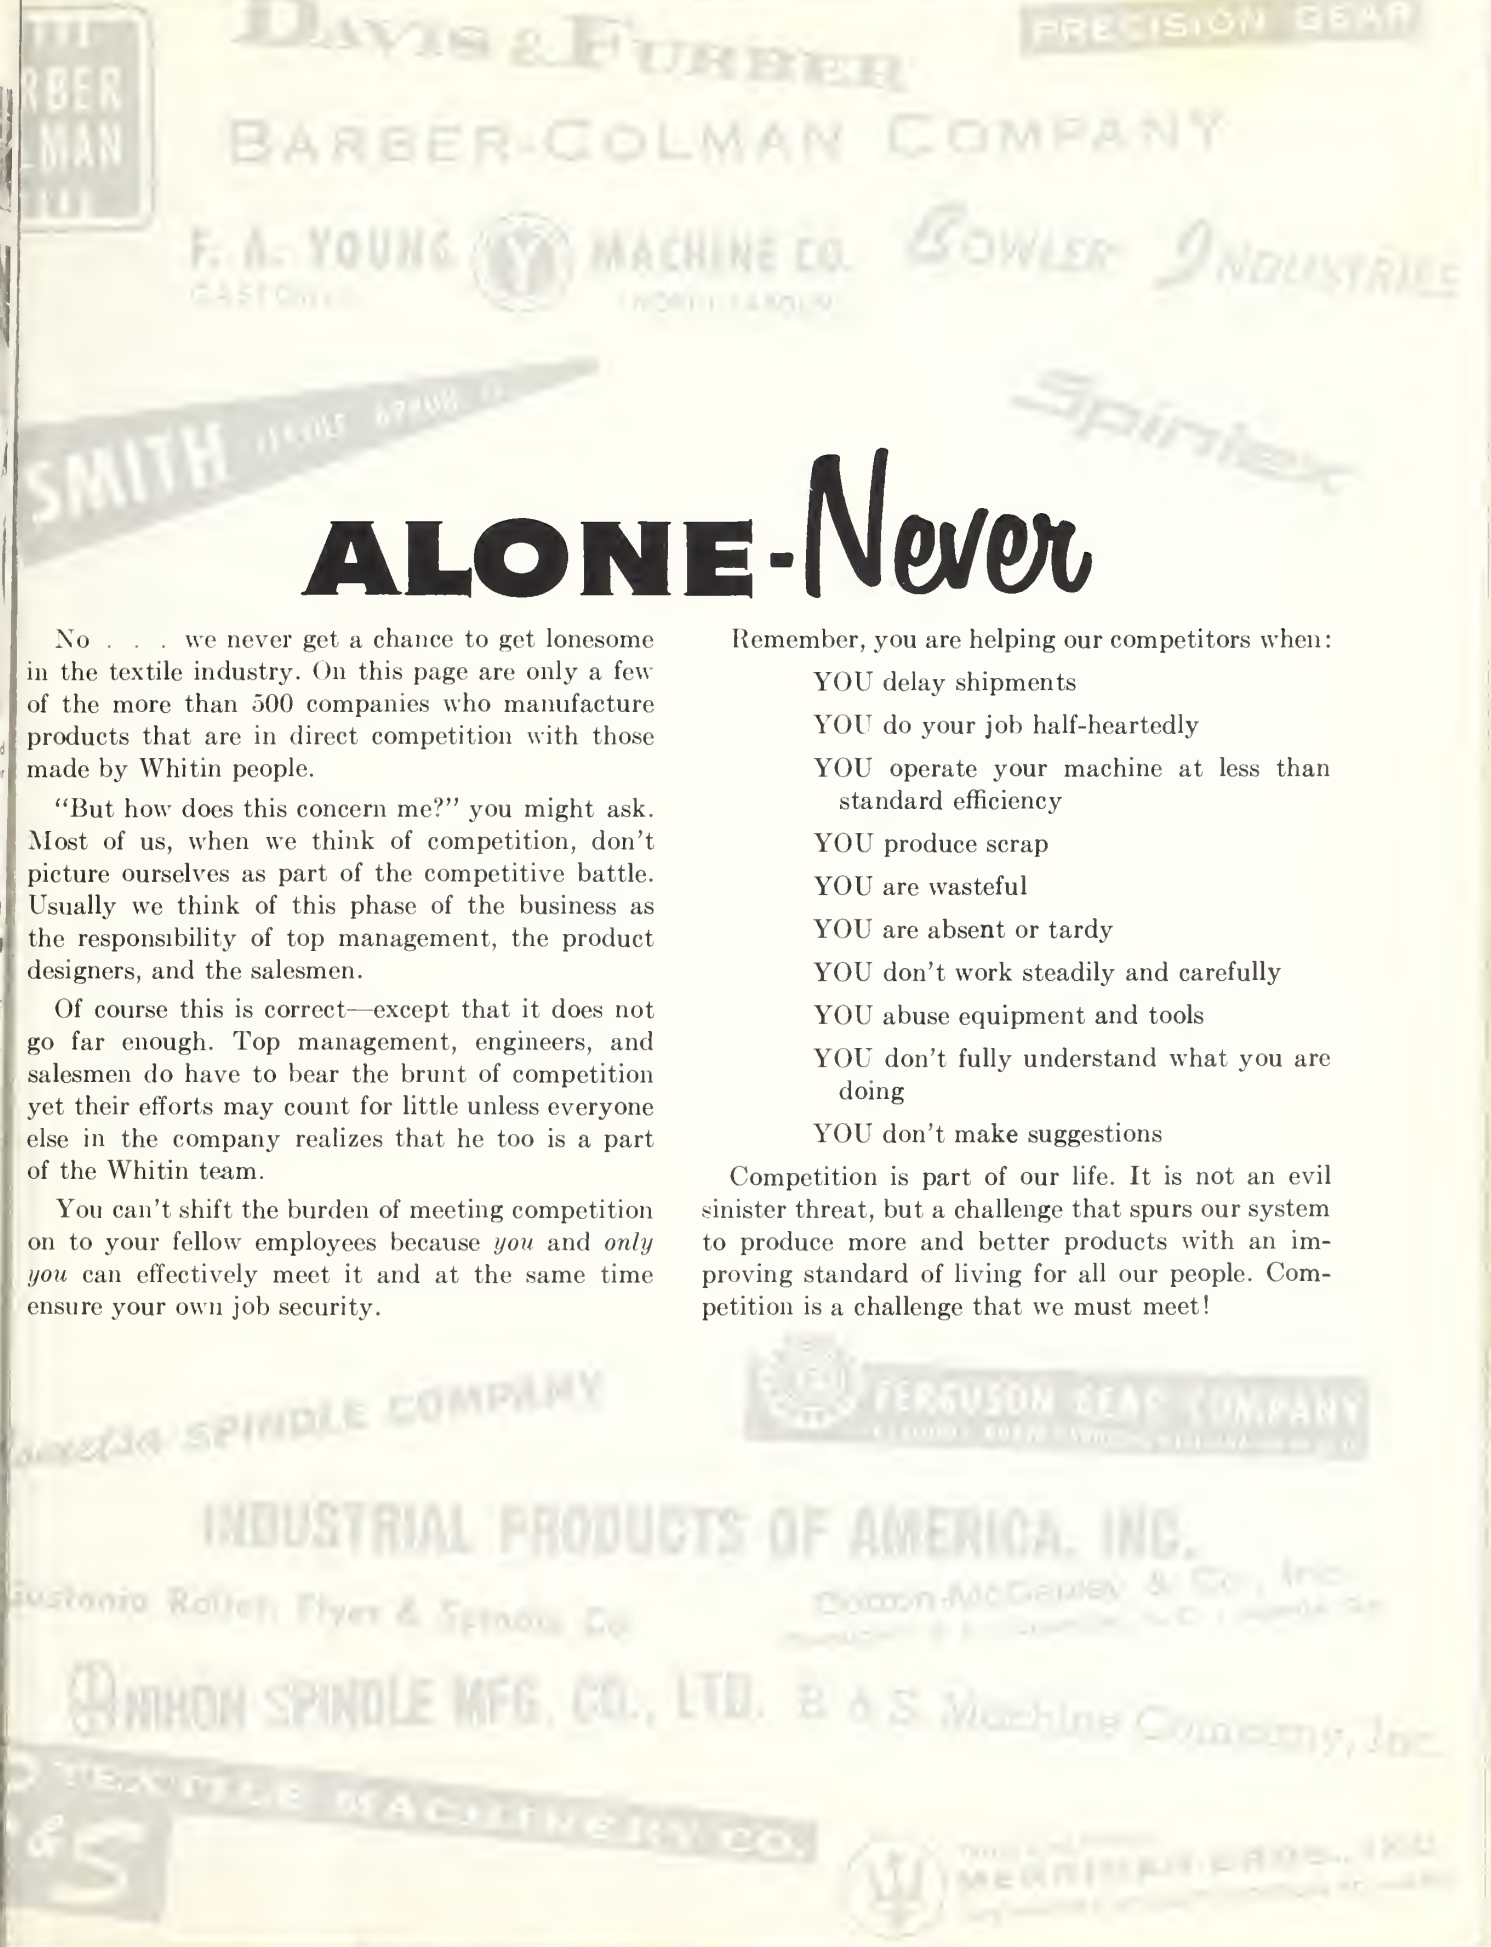 RBER
LMAN
DAVIS & FURBER
PRECISION GEAR
BARBER-COLMAN COMPANY
F. A. YOUNG Y MACHINE CO.
BOWLER INDUSTRIES
SMITH TEXTILE APRON
Spintex
ALONE-Never
No . . . we never get a chance to get lonesome
in the textile industry. On this page are only a few
of the more than 500 companies who manufacture
products that are in direct competition with those
made by Whitin people.
“But how does this concern me?” you might ask.
Most of us, when we think of competition, don’t
picture ourselves as part of the competitive battle.
Usually we think of this phase of the business as
the responsibility of top management, the product
designers, and the salesmen.
Of course this is correct—except that it does not
go far enough. Top management, engineers, and
salesmen do have to bear the brunt of competition
yet their efforts may count for little unless everyone
else in the company realizes that he too is a part
of the Whitin team.
You can’t shift the burden of meeting competition
on to your fellow employees because you and only
you can effectively meet it and at the same time
ensure your own job security.
Remember, you are helping our competitors when:
YOU delay shipments
YOU do your job half-heartedly
YOU operate your machine at less than
standard efficiency
YOU produce scrap
YOU are wasteful
YOU are absent or tardy
YOU don’t work steadily and carefully
YOU abuse equipment and tools
YOU don’t fully understand what you are
doing
YOU don’t make suggestions
Competition is part of our life. It is not an evil
sinister threat, but a challenge that spurs our system
to produce more and better products with an im-
proving standard of living for all our people. Com-
petition is a challenge that we must meet!
SPINDLE COMPANY
FERGUSON GEAR COMPANY
INDUSTRIAL PRODUCTS OF AMERICA, INC.
Gastonia Roller, Flyer & Spindle Co.
& Co., Inc.
NIHON SPINDLE MFG. CO., LTD.
Machine Company, Inc.
TEXTILE MACHINERY CO.
&S
MERRIMAN BROS., INC.